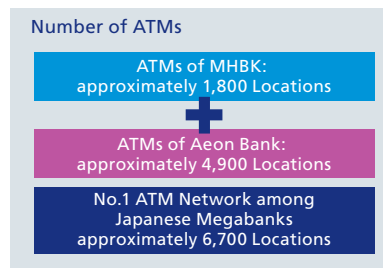 Number of ATMs
ATMs of MHBK:
approximately 1,800 Locations
+
ATMs of Aeon Bank:
approximately 4,900 Locations
No.1 ATM Network among
Japanese Megabanks
approximately 6,700 Locations